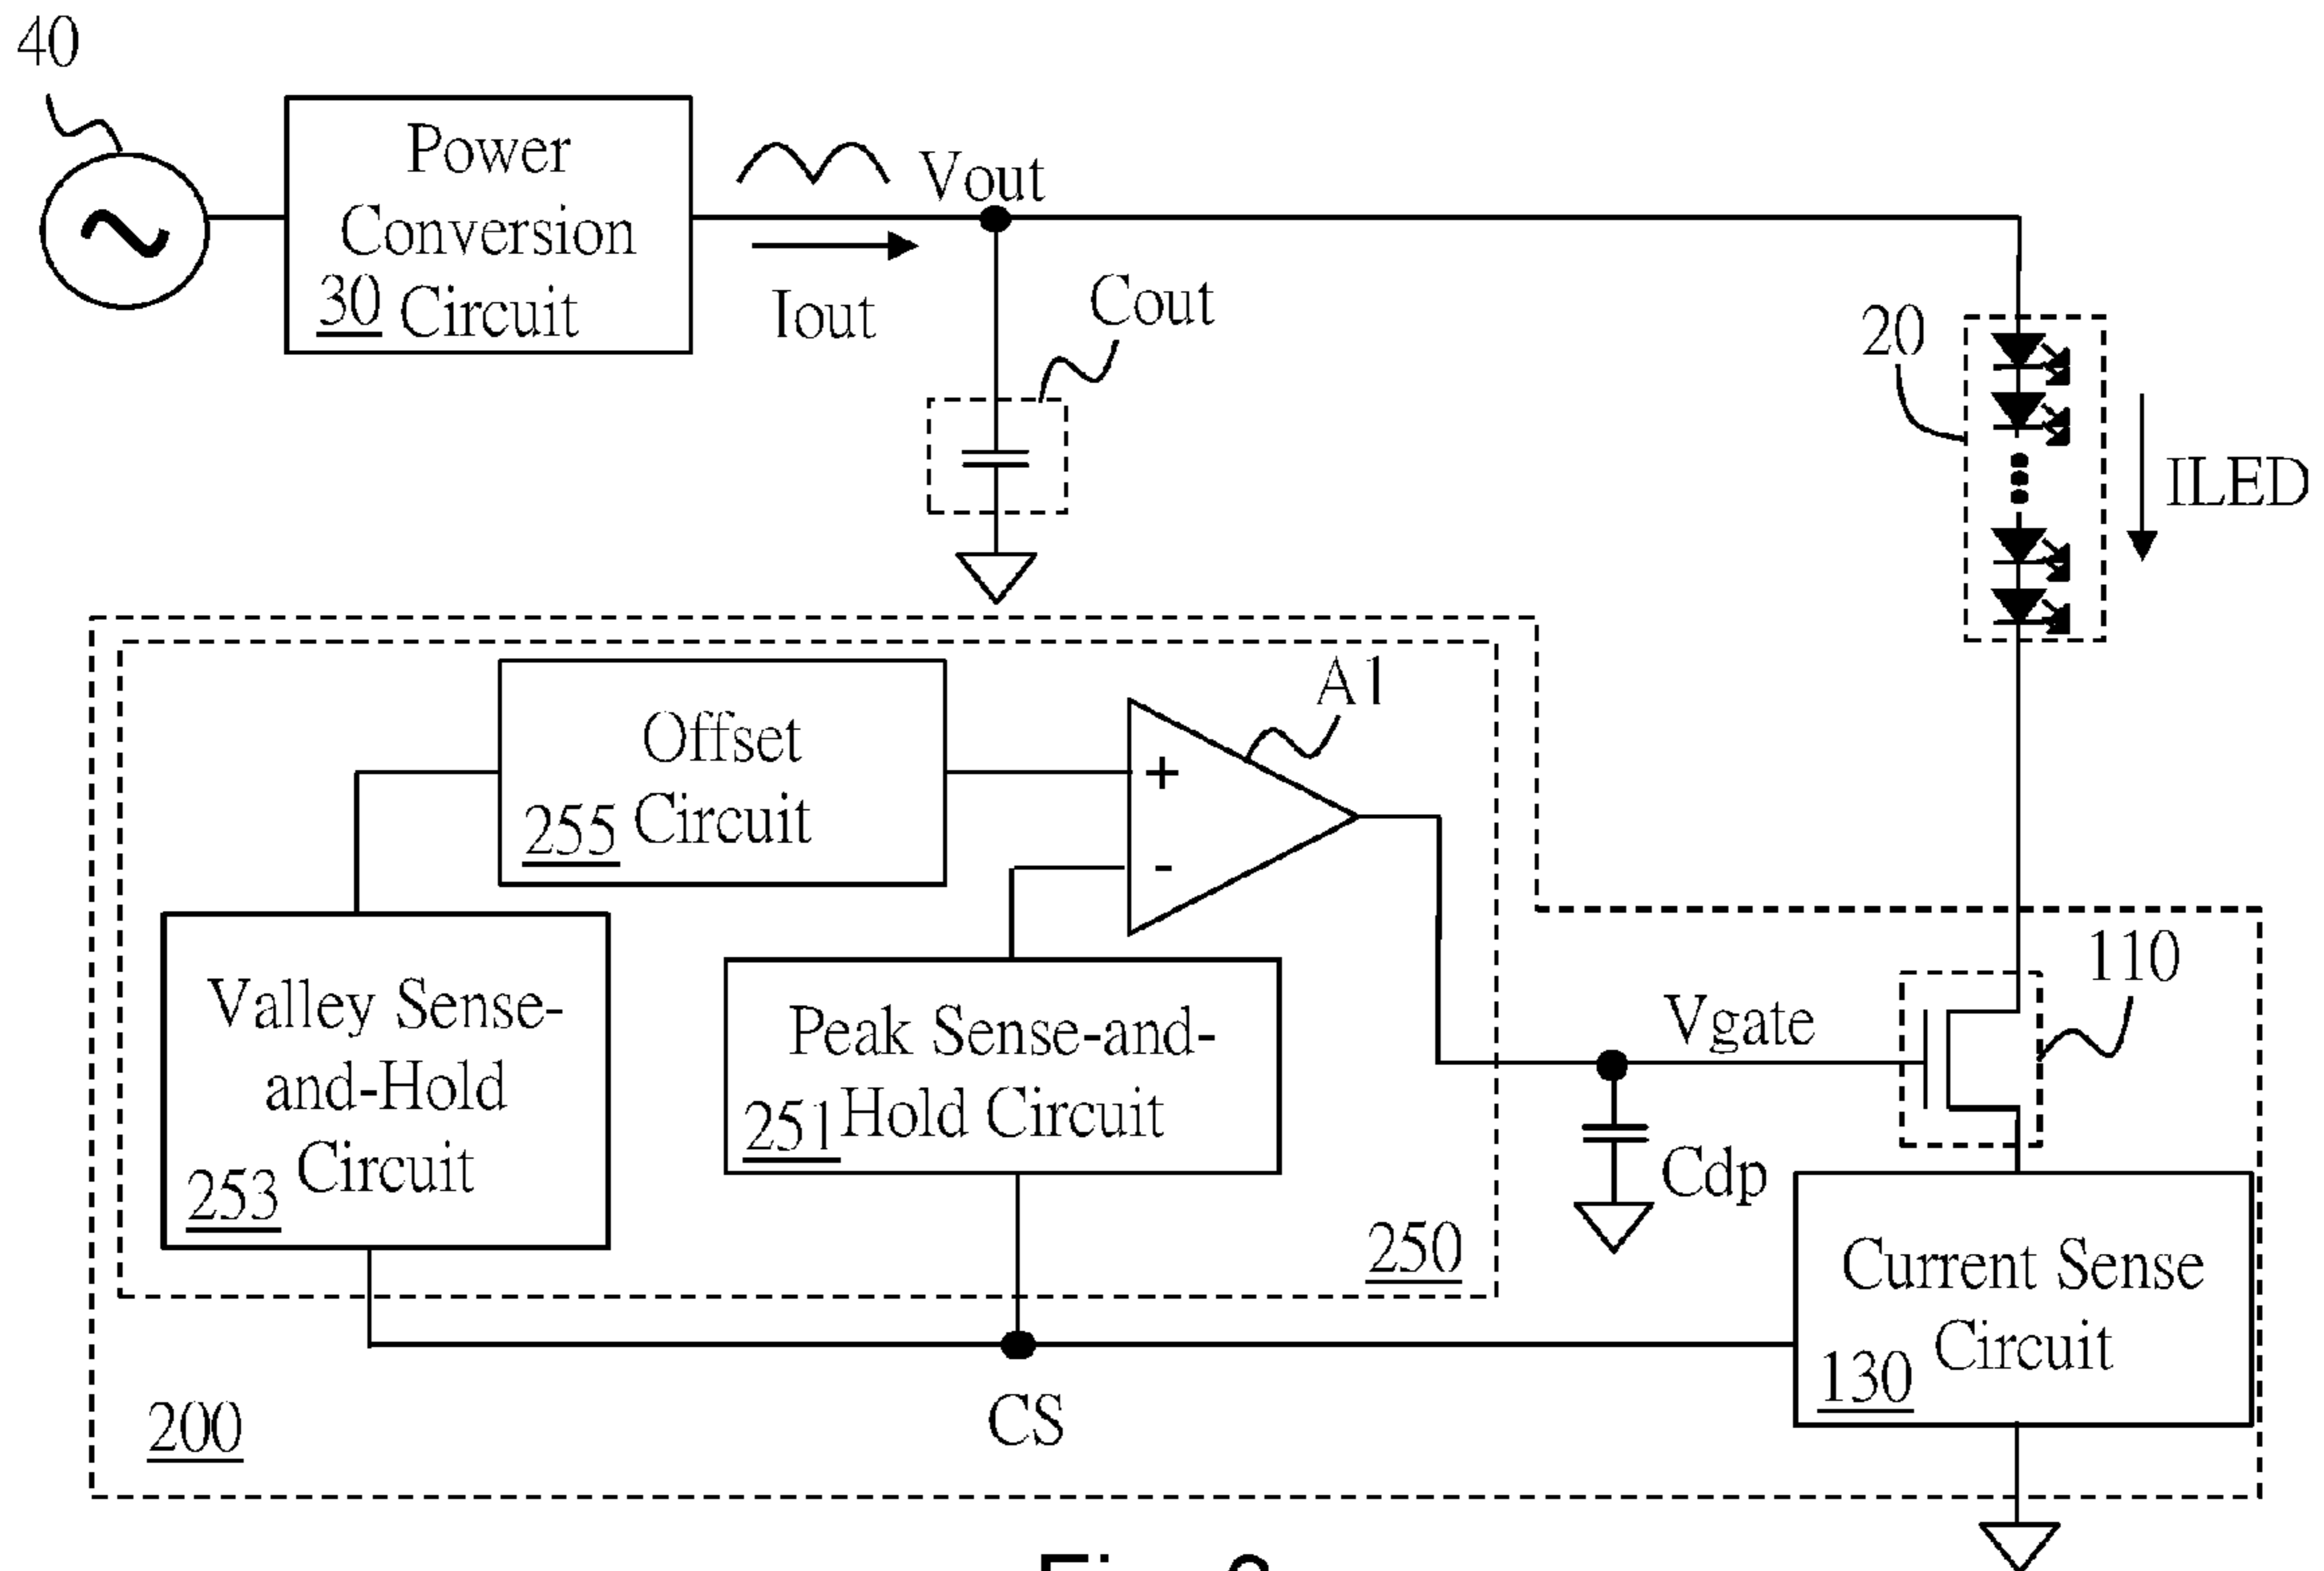 40
Power
Conversion
30 Circuit
Vout
Iout
Cout
20
ILED
A1
Offset
255 Circuit
+
-
Valley Sense-
and-Hold
253 Circuit
Peak Sense-and-
251 Hold Circuit
250
Vgate
110
Cdp
Current Sense
130 Circuit
CS
200